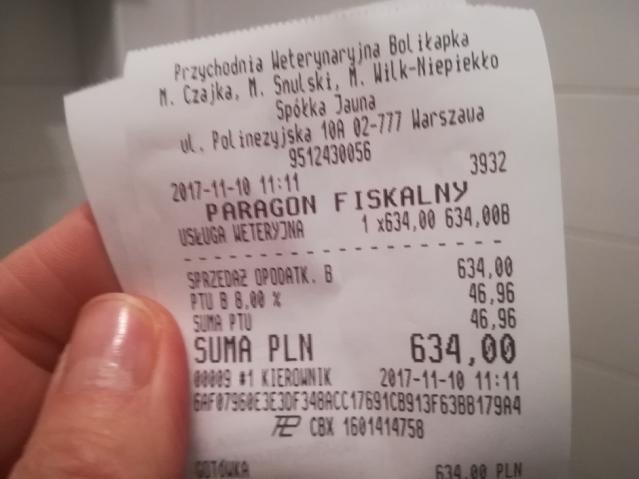 Przychodnia Weterynaryjna Boliłapka
M. Czajka, M. Snulski, M. Wilk-Niepiekło
Spółka Jawna
ul. Polinezyjska 10A 02-777 Warszawa
9512430056
2017-11-10 11:11 3932
PARAGON FISKALNY
USŁUGA WETERYJNA 1 x634,00 634,00B
SPRZEDAŻ OPODATK. B 634,00
PTU B 8,00 % 46,96
SUMA PTU 46,96
SUMA PLN 634,00
00009 #1 KIEROWNIK 2017-11-10 11:11
6AF07960E3E3DF348ACC17691CB913F63BB179A4
CBX 1601414758
GOTÓWKA 634,00 PLN